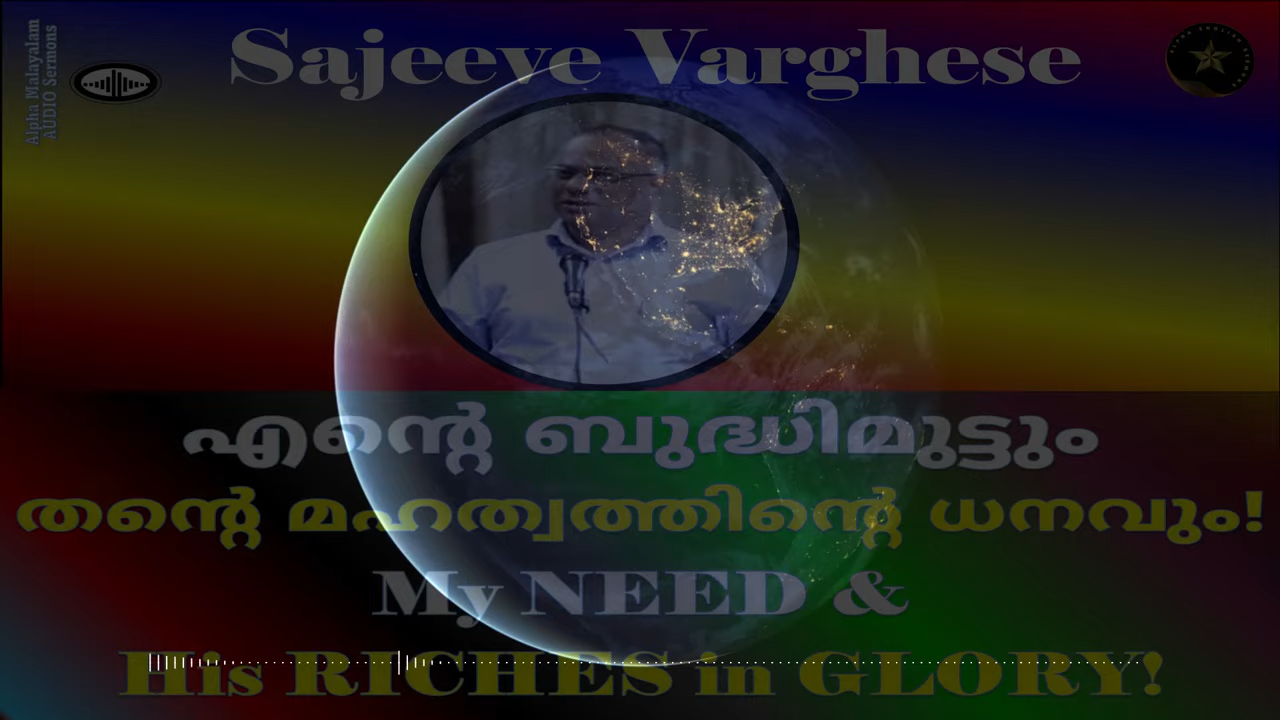 Alpha Malayalam
AUDIO Sermons
Sajeeve Varghese
എന്റെ ബുദ്ധിമുട്ടും
തന്റെ മഹത്വത്തിന്റെ ധനവും!
My NEED &
His RICHES in GLORY!